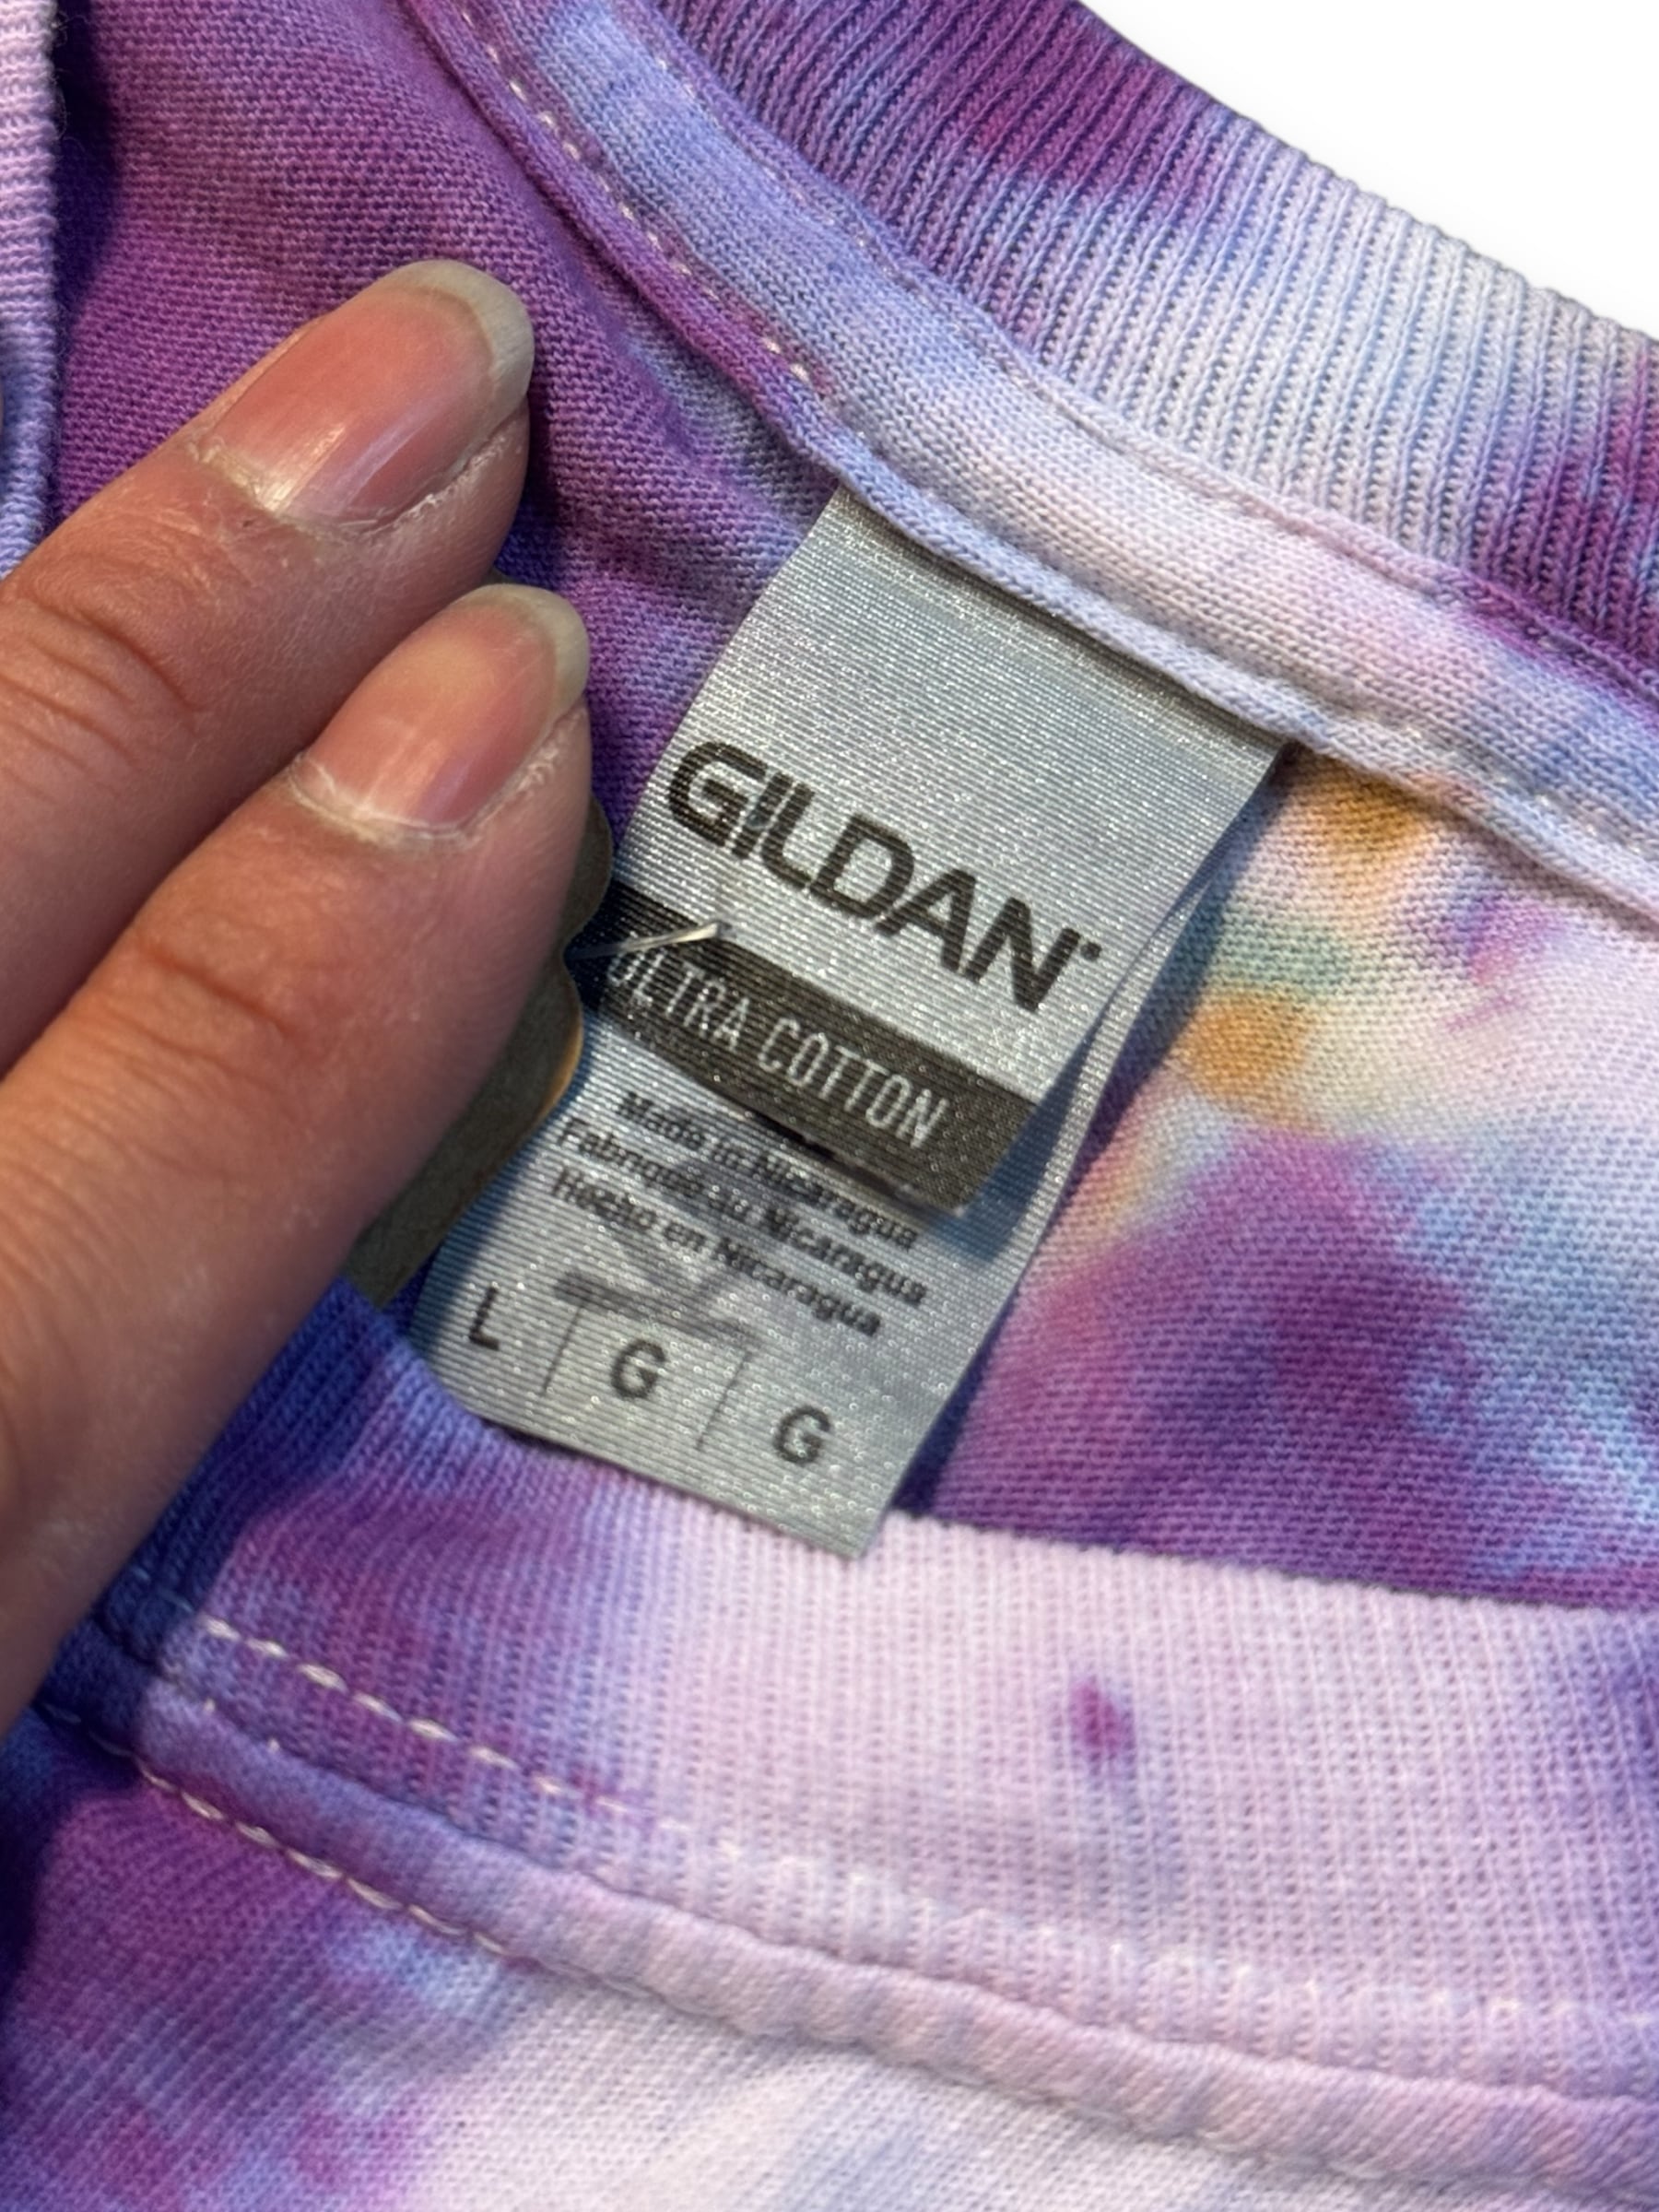 GILDAN
ULTRA COTTON
Made in Nicaragua
Fabriqué au Nicaragua
Hecho en Nicaragua
L | G | G